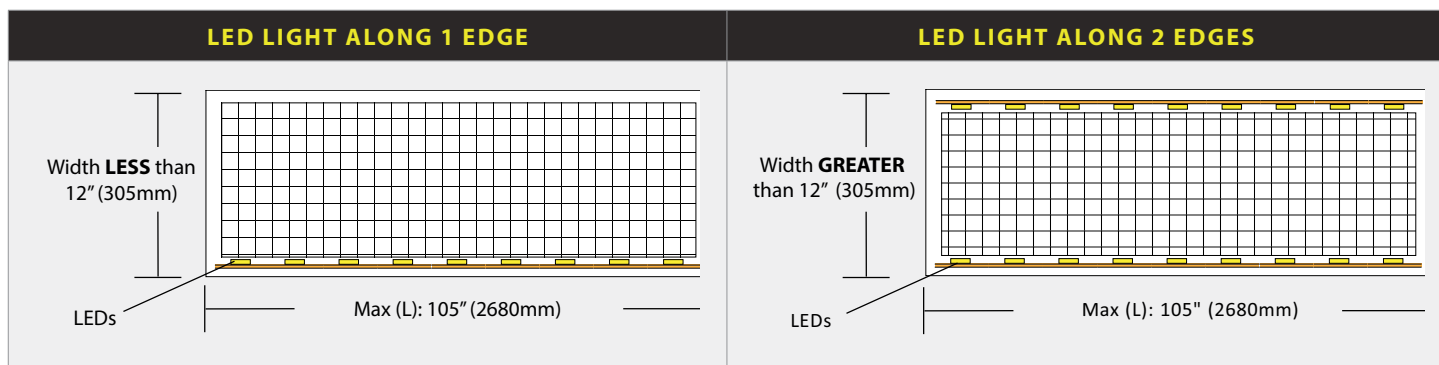 LED LIGHT ALONG 1 EDGE
Width LESS than
12” (305mm)
LEDs
Max (L): 105” (2680mm)
LED LIGHT ALONG 2 EDGES
Width GREATER
than 12” (305mm)
LEDs
Max (L): 105" (2680mm)